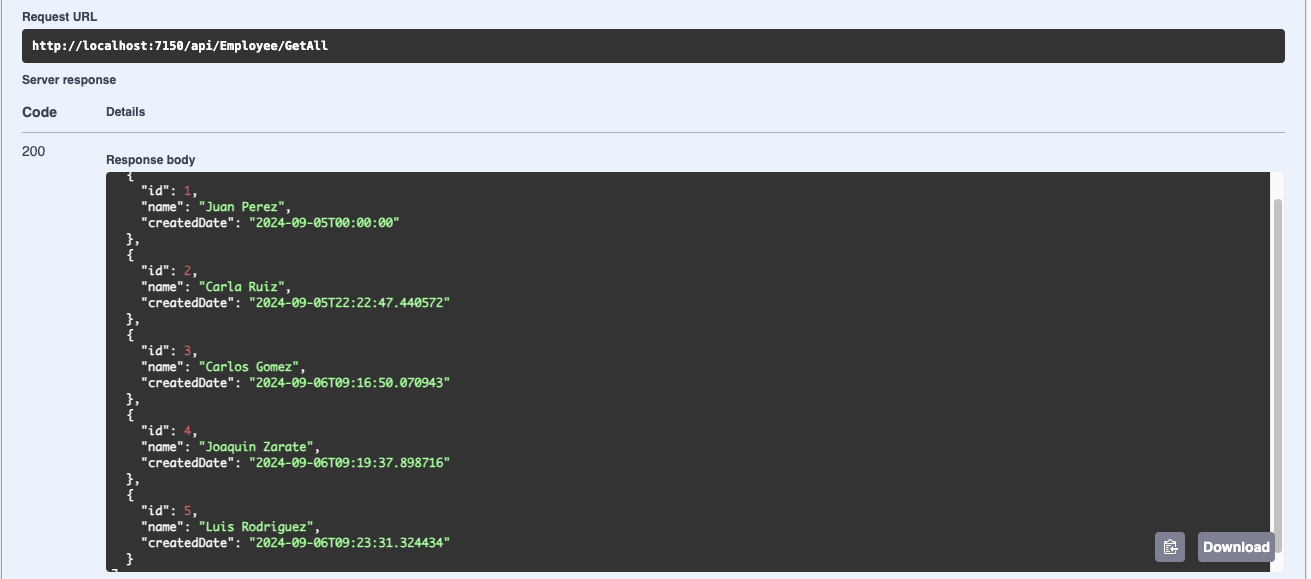 Request URL
http://localhost:7150/api/Employee/GetAll
Server response
Code Details
200
Response body
{
"id": 1,
"name": "Juan Perez",
"createdDate": "2024-09-05T00:00:00"
},
{
"id": 2,
"name": "Carla Ruiz",
"createdDate": "2024-09-05T22:22:47.440572"
},
{
"id": 3,
"name": "Carlos Gomez",
"createdDate": "2024-09-06T09:16:50.070943"
},
{
"id": 4,
"name": "Joaquin Zarate",
"createdDate": "2024-09-06T09:19:37.898716"
},
{
"id": 5,
"name": "Luis Rodriguez",
"createdDate": "2024-09-06T09:23:31.324434"
}
Download